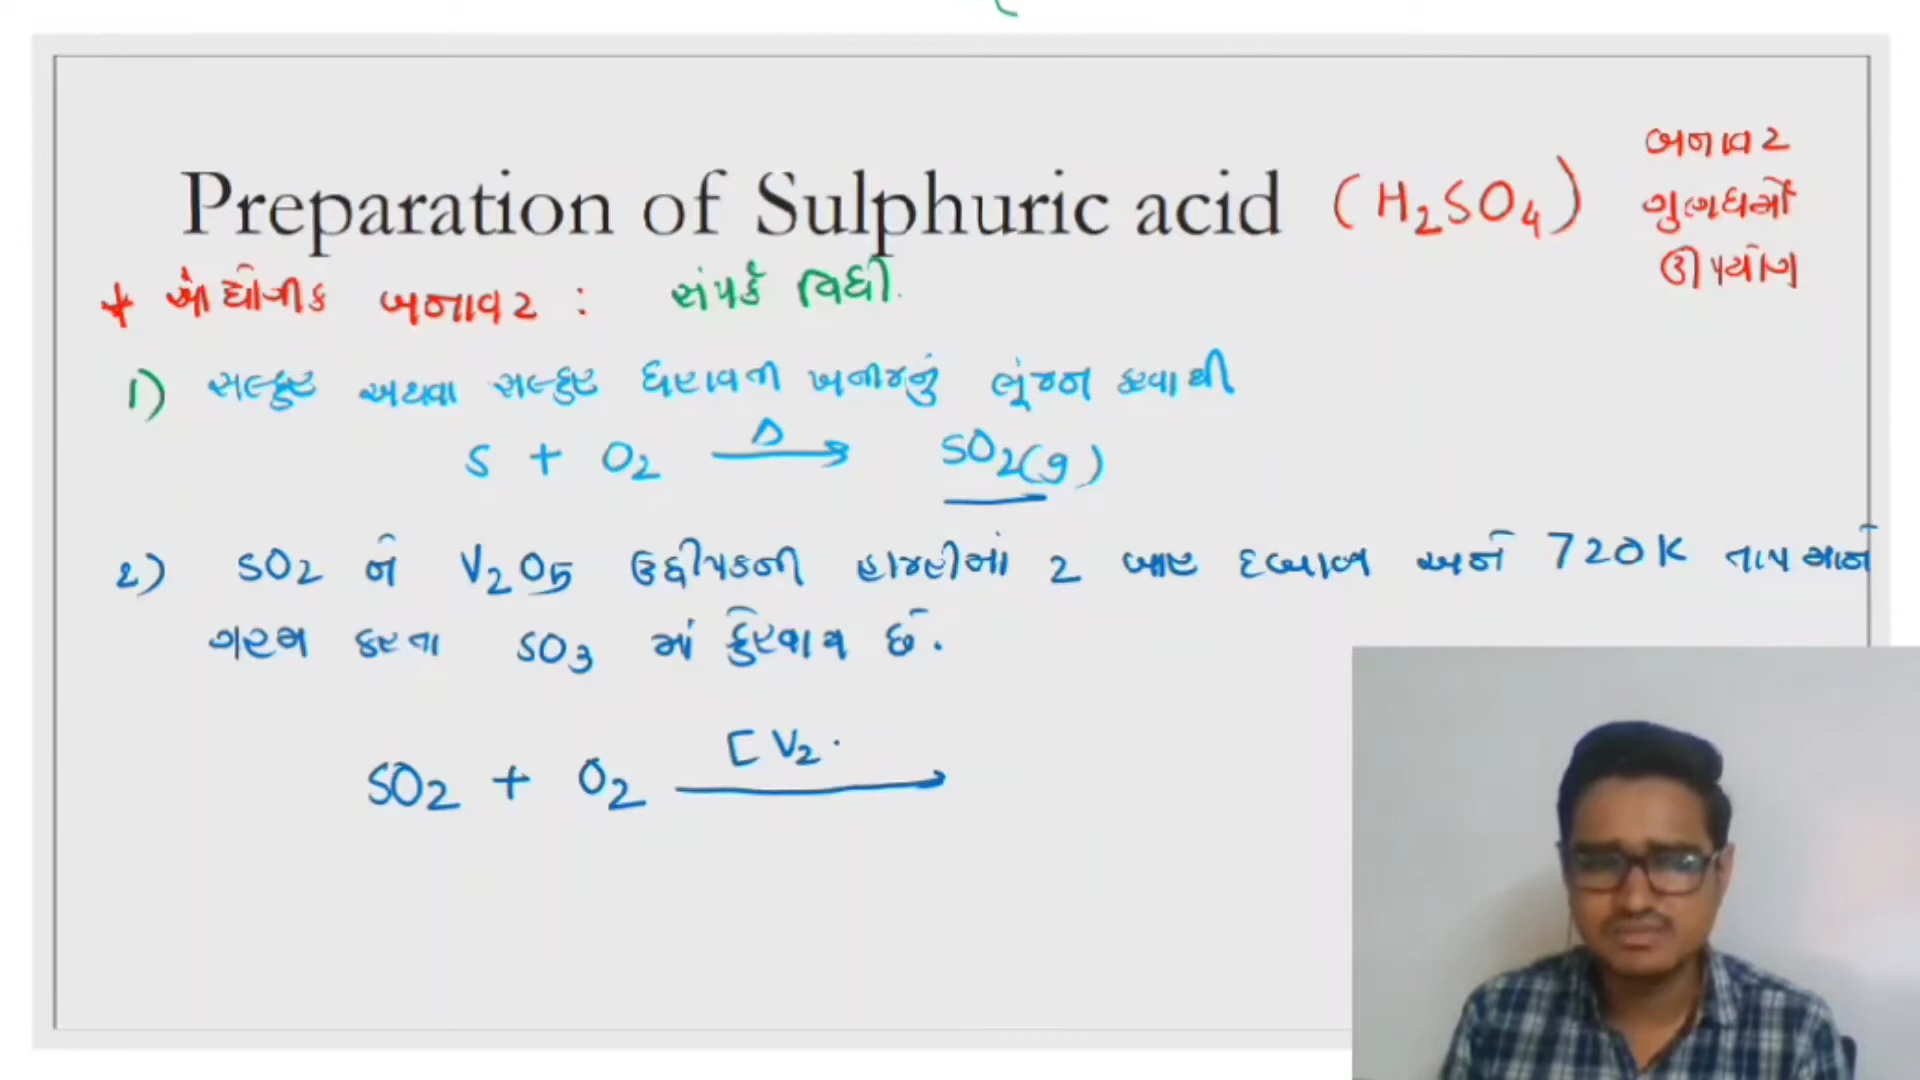 Preparation of Sulphuric acid (H₂SO₄)
બનાવટ
ગુણધર્મો
ઉપયોગ
* ઔદ્યોગીક બનાવટ : સંપર્ક વિધી.
1) સલ્ફર અથવા સલ્ફર ધરાવતી ખનીજનું ભૂંજન કરવાથી
S + O₂ —Δ→ SO₂(g)
૨) SO₂ ને V₂O₅ ઉદ્દીપકની હાજરીમાં 2 બાર દબાણ અને 720K તાપમાને
ગરમ કરતા SO₃ માં ફેરવાય છે.
[V₂
SO₂ + O₂ →